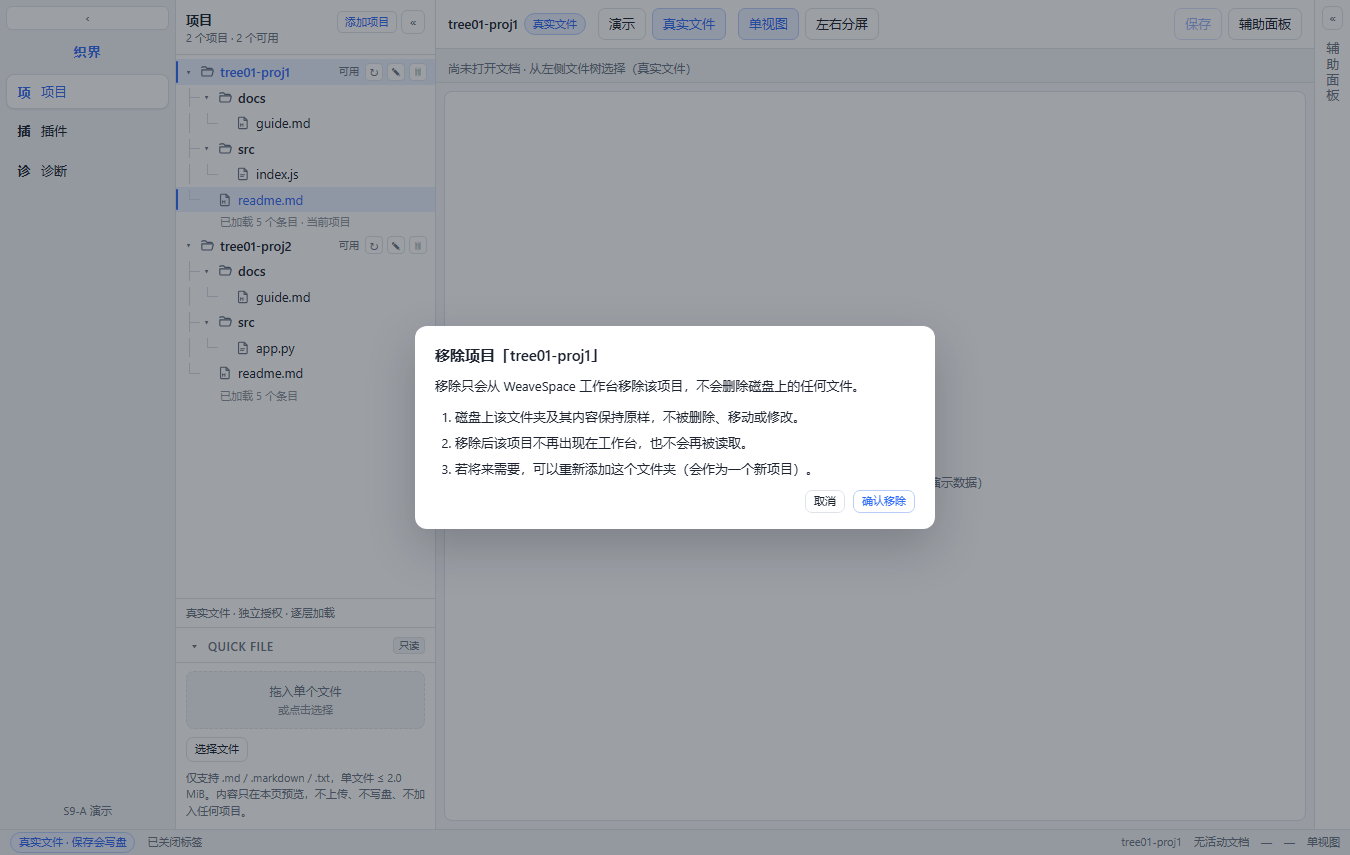 ‹
织界
项 项目
插 插件
诊 诊断
S9-A 演示
项目
2 个项目 · 2 个可用
添加项目
«
tree01-proj1 可用 ↻
docs
guide.md
src
index.js
readme.md
已加载 5 个条目 · 当前项目
tree01-proj2 可用 ↻
docs
guide.md
src
app.py
readme.md
已加载 5 个条目
真实文件 · 独立授权 · 逐层加载
QUICK FILE 只读
拖入单个文件
或点击选择
选择文件
仅支持 .md / .markdown / .txt，单文件 ≤ 2.0
MiB。内容只在本页预览，不上传、不写盘、不加
入任何项目。
tree01-proj1 真实文件 演示 真实文件 单视图 左右分屏 保存 辅助面板
尚未打开文档 · 从左侧文件树选择（真实文件）
演示数据）
移除项目「tree01-proj1」
移除只会从 WeaveSpace 工作台移除该项目，不会删除磁盘上的任何文件。
1. 磁盘上该文件夹及其内容保持原样，不被删除、移动或修改。
2. 移除后该项目不再出现在工作台，也不会再被读取。
3. 若将来需要，可以重新添加这个文件夹（会作为一个新项目）。
取消 确认移除
«
辅助面板
真实文件 · 保存会写盘 已关闭标签 tree01-proj1 无活动文档 — — 单视图